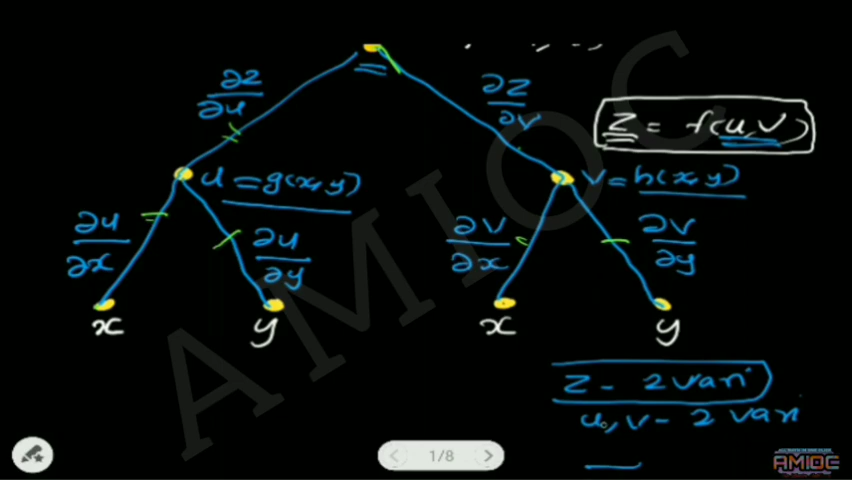 ∂z/∂u
∂z/∂v
z = f(u,v)
u = g(x,y)
v = h(x,y)
∂u/∂x
∂u/∂y
∂v/∂x
∂v/∂y
x
y
x
y
z - 2 vari
u, v - 2 vari
1/8
AMIOC
AMIOC